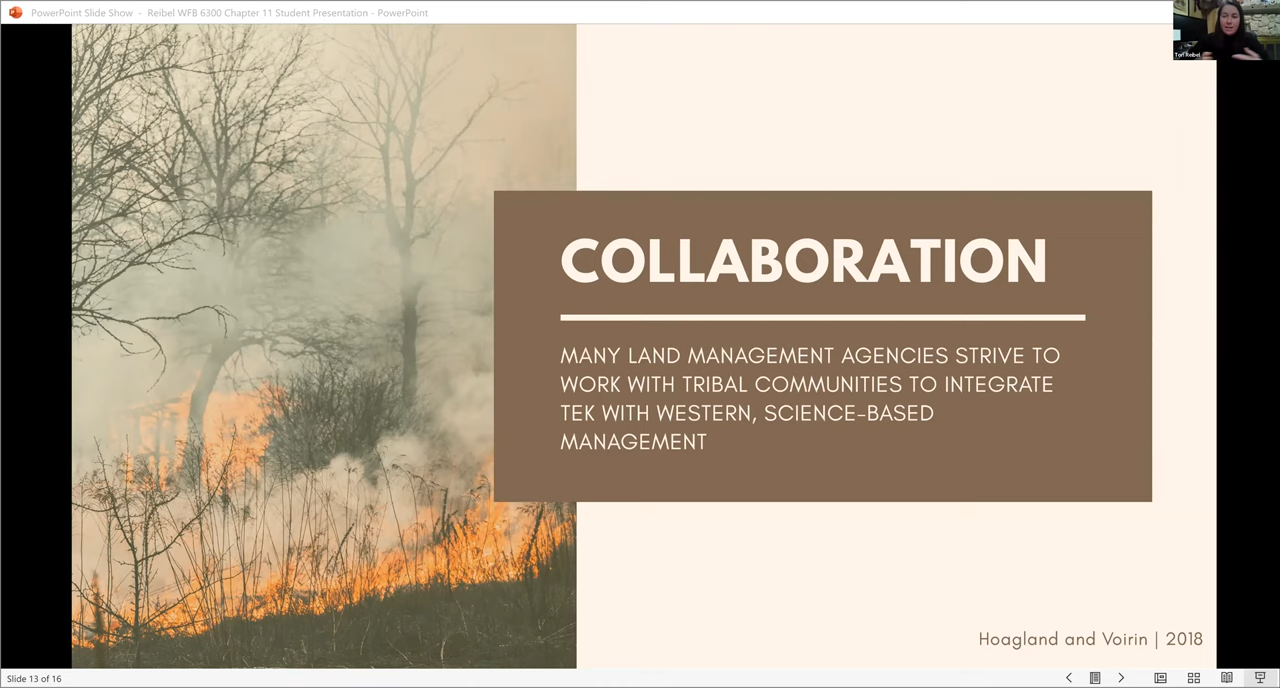 PowerPoint Slide Show - Reibel WFB 6300 Chapter 11 Student Presentation - PowerPoint
Tori Reibel
COLLABORATION
MANY LAND MANAGEMENT AGENCIES STRIVE TO
WORK WITH TRIBAL COMMUNITIES TO INTEGRATE
TEK WITH WESTERN, SCIENCE-BASED
MANAGEMENT
Hoagland and Voirin | 2018
Slide 13 of 16